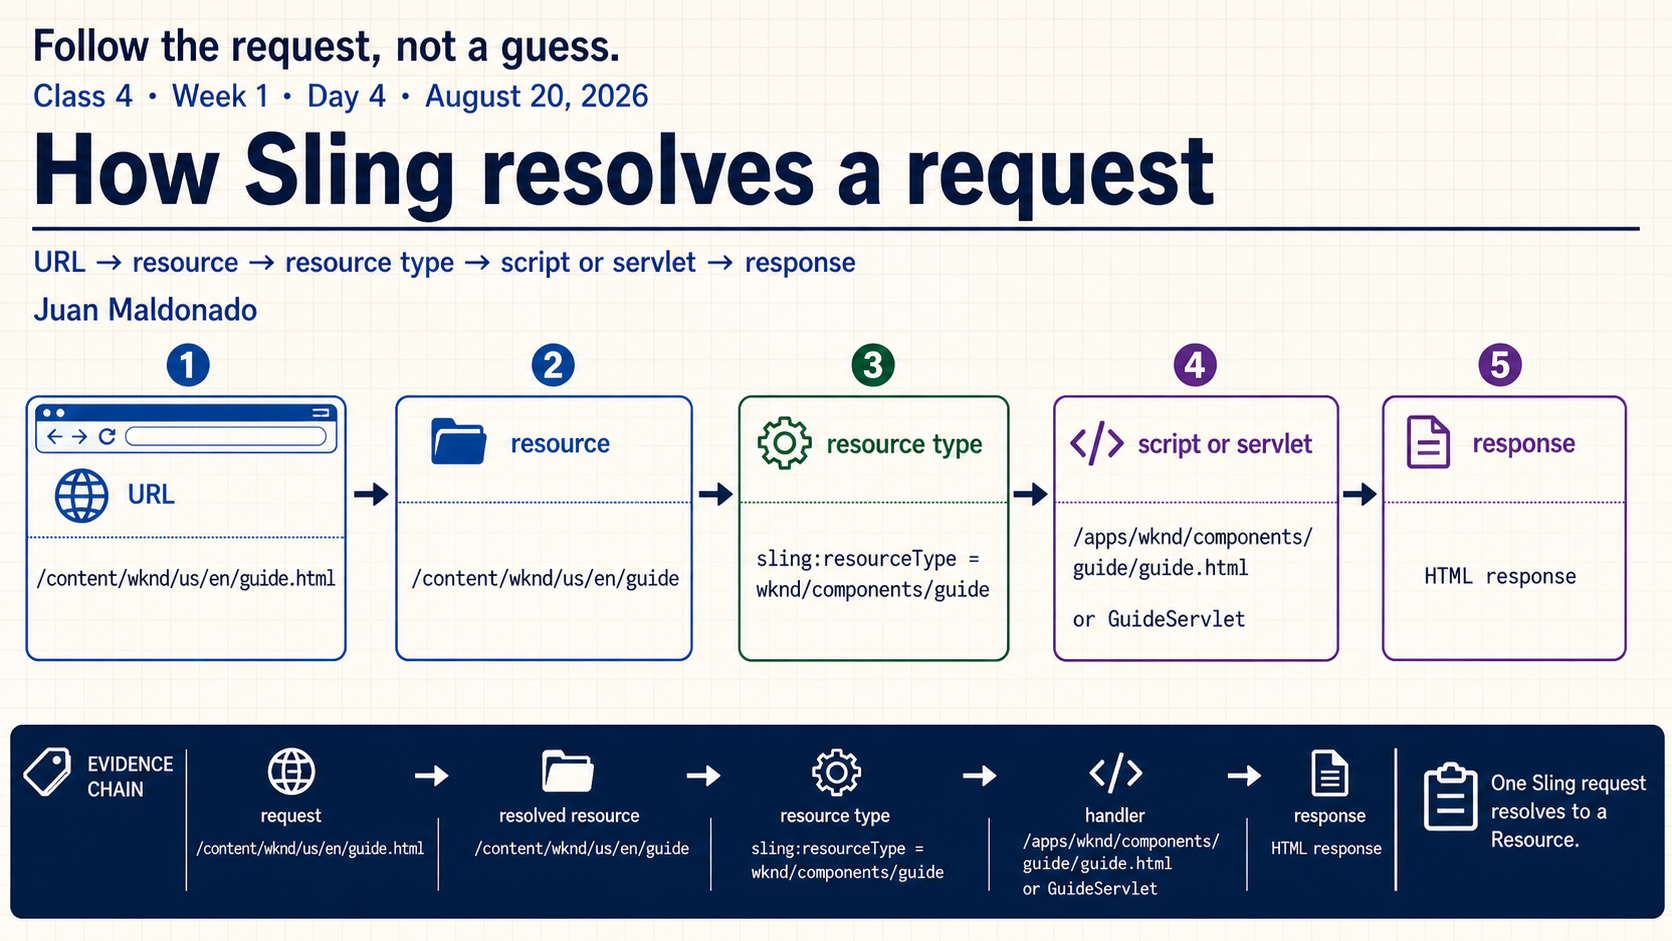 Follow the request, not a guess.
Class 4 • Week 1 • Day 4 • August 20, 2026
How Sling resolves a request
URL → resource → resource type → script or servlet → response
Juan Maldonado
1
URL
/content/wknd/us/en/guide.html
2
resource
/content/wknd/us/en/guide
3
resource type
sling:resourceType =
wknd/components/guide
4
</> script or servlet
/apps/wknd/components/
guide/guide.html
or GuideServlet
5
response
HTML response
EVIDENCE
CHAIN
request
/content/wknd/us/en/guide.html
resolved resource
/content/wknd/us/en/guide
resource type
sling:resourceType =
wknd/components/guide
</>
handler
/apps/wknd/components/
guide/guide.html
or GuideServlet
response
HTML response
One Sling request
resolves to a
Resource.